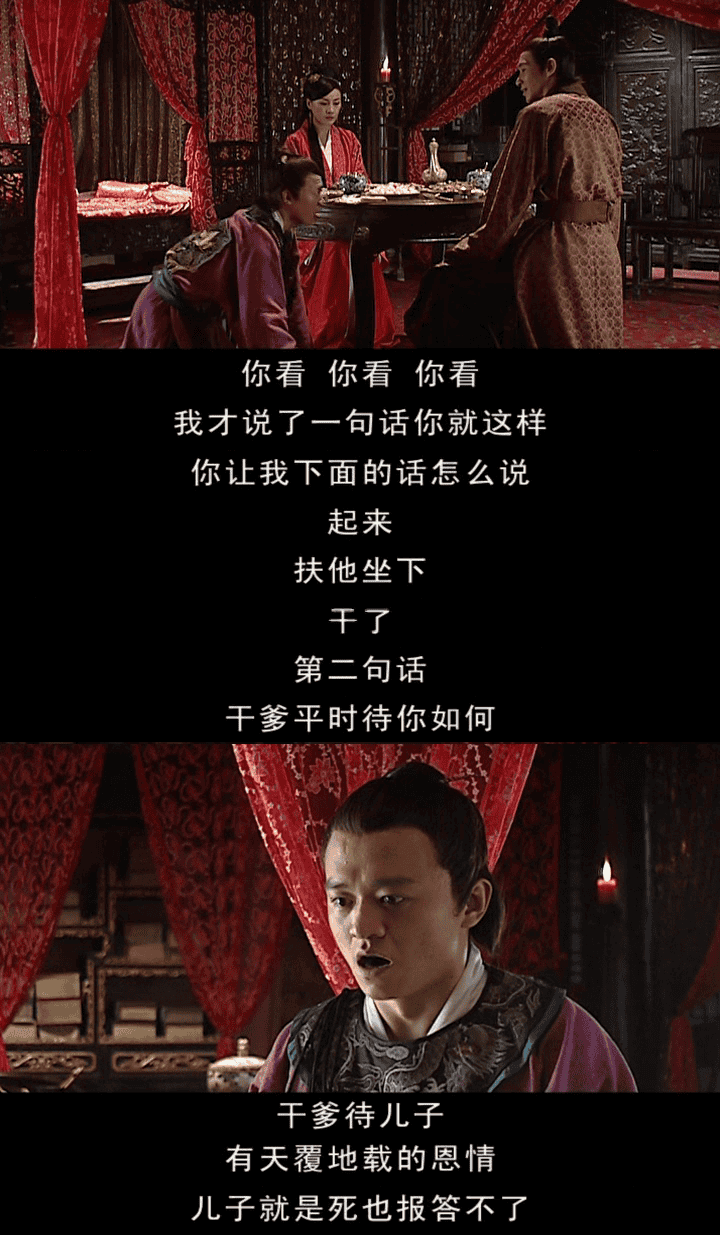 你看 你看 你看
我才说了一句话你就这样
你让我下面的话怎么说
起来
扶他坐下
干了
第二句话
干爹平时待你如何
干爹待儿子
有天覆地载的恩情
儿子就是死也报答不了